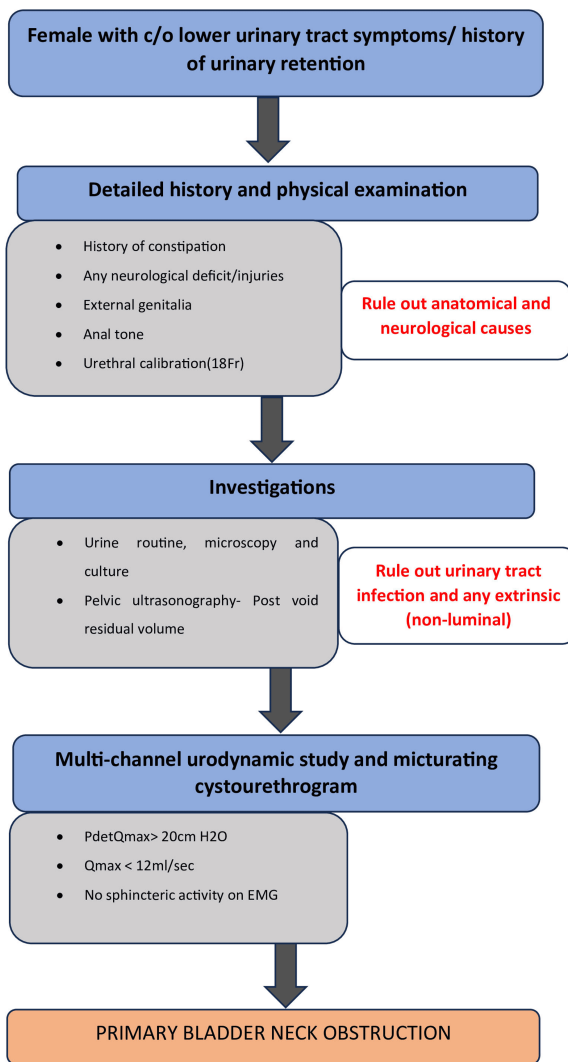 Female with c/o lower urinary tract symptoms/ history
of urinary retention
Detailed history and physical examination
• History of constipation
• Any neurological deficit/injuries
• External genitalia
• Anal tone
• Urethral calibration(18Fr)
Rule out anatomical and
neurological causes
Investigations
• Urine routine, microscopy and
culture
• Pelvic ultrasonography- Post void
residual volume
Rule out urinary tract
infection and any extrinsic
(non-luminal)
Multi-channel urodynamic study and micturating
cystourethrogram
• PdetQmax> 20cm H2O
• Qmax < 12ml/sec
• No sphincteric activity on EMG
PRIMARY BLADDER NECK OBSTRUCTION